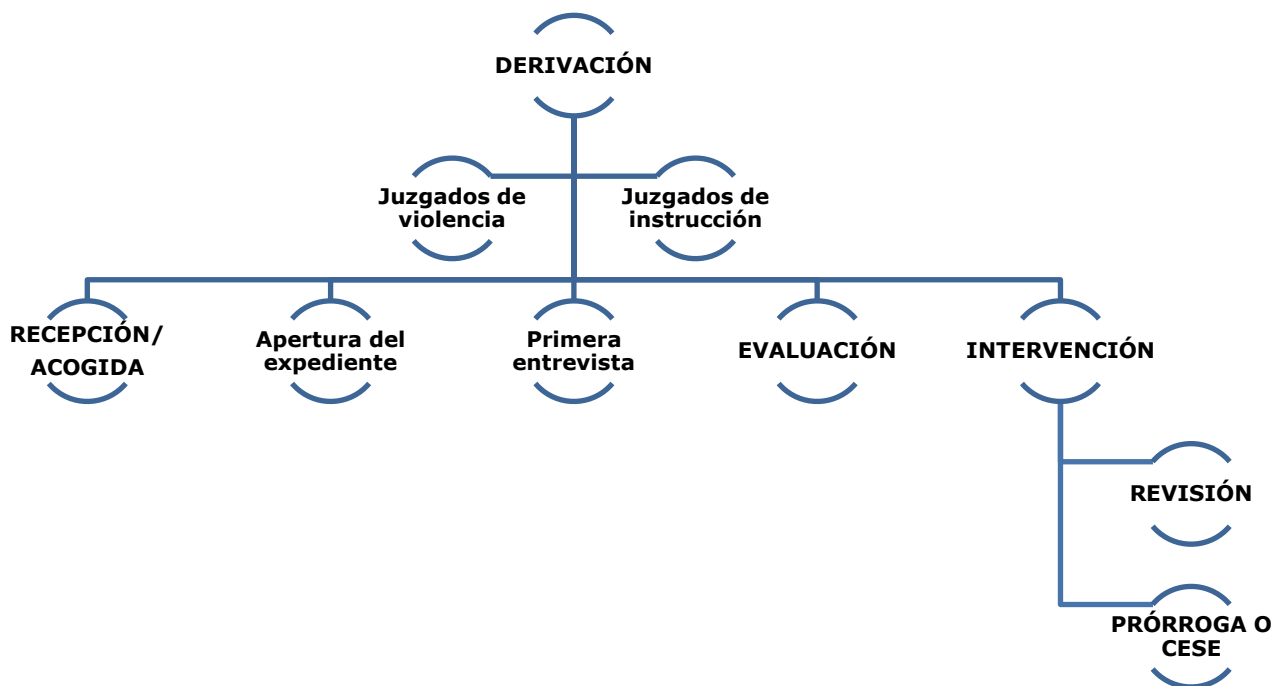 DERIVACIÓN
Juzgados de
violencia
Juzgados de
instrucción
RECEPCIÓN/
ACOGIDA
Apertura del
expediente
Primera
entrevista
EVALUACIÓN
INTERVENCIÓN
REVISIÓN
PRÓRROGA O
CESE